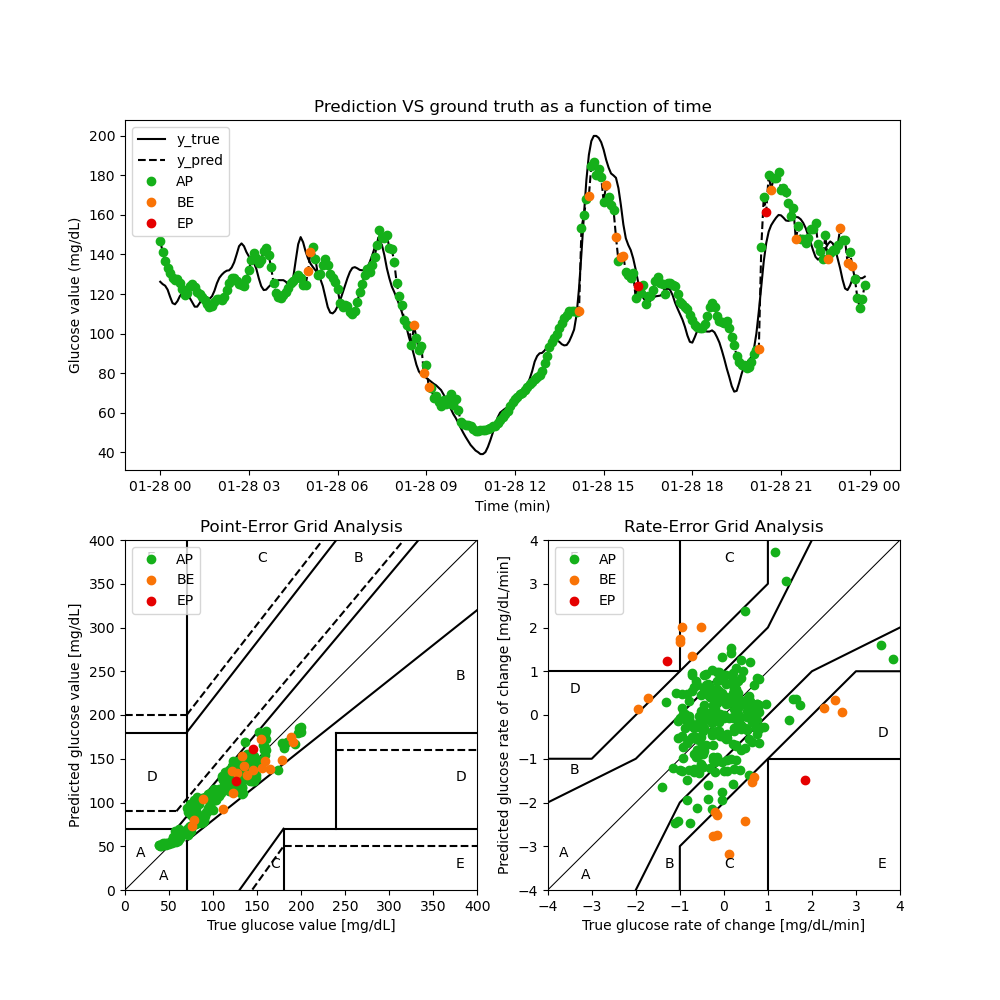 Prediction VS ground truth as a function of time
Glucose value (mg/dL)
200
180
160
140
120
100
80
60
40
y_true
y_pred
AP
BE
EP
01-28 00 01-28 03 01-28 06 01-28 09 01-28 12 01-28 15 01-28 18 01-28 21 01-29 00
Time (min)
Point-Error Grid Analysis
Predicted glucose value [mg/dL]
400
350
300
250
200
150
100
50
0
AP
BE
EP
C
B
B
D
D
A
A
C
E
0 50 100 150 200 250 300 350 400
True glucose value [mg/dL]
Rate-Error Grid Analysis
Predicted glucose rate of change [mg/dL/min]
4
3
2
1
0
−1
−2
−3
−4
AP
BE
EP
C
D
D
B
A
A
B
C
E
−4 −3 −2 −1 0 1 2 3 4
True glucose rate of change [mg/dL/min]